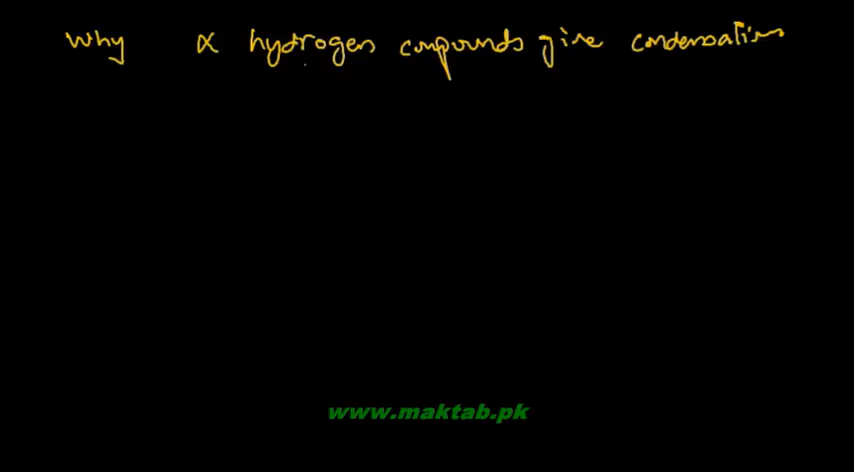 Why α hydrogen compounds give condensation
www.maktab.pk